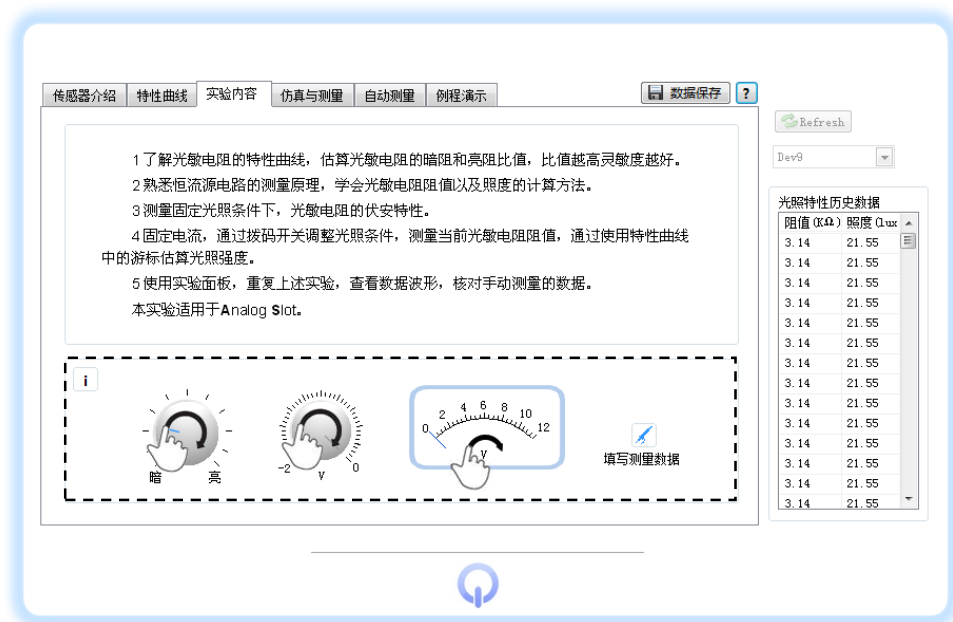 传感器介绍 特性曲线 实验内容 仿真与测量 自动测量 例程演示 数据保存 ?
Refresh
Dev9
1 了解光敏电阻的特性曲线，估算光敏电阻的暗阻和亮阻比值，比值越高灵敏度越好。
2 熟悉恒流源电路的测量原理，学会光敏电阻阻值以及照度的计算方法。
3 测量固定光照条件下，光敏电阻的伏安特性。
4 固定电流，通过拨码开关调整光照条件，测量当前光敏电阻阻值，通过使用特性曲线
中的游标估算光照强度。
5 使用实验面板，重复上述实验，查看数据波形，核对手动测量的数据。
本实验适用于Analog Slot。
i
暗 亮
-2 V 0
0 2 4 6 8 10 12
V
填写测量数据
光照特性历史数据
阻值(KΩ) 照度(lux
3.14 21.55
3.14 21.55
3.14 21.55
3.14 21.55
3.14 21.55
3.14 21.55
3.14 21.55
3.14 21.55
3.14 21.55
3.14 21.55
3.14 21.55
3.14 21.55
3.14 21.55
3.14 21.55